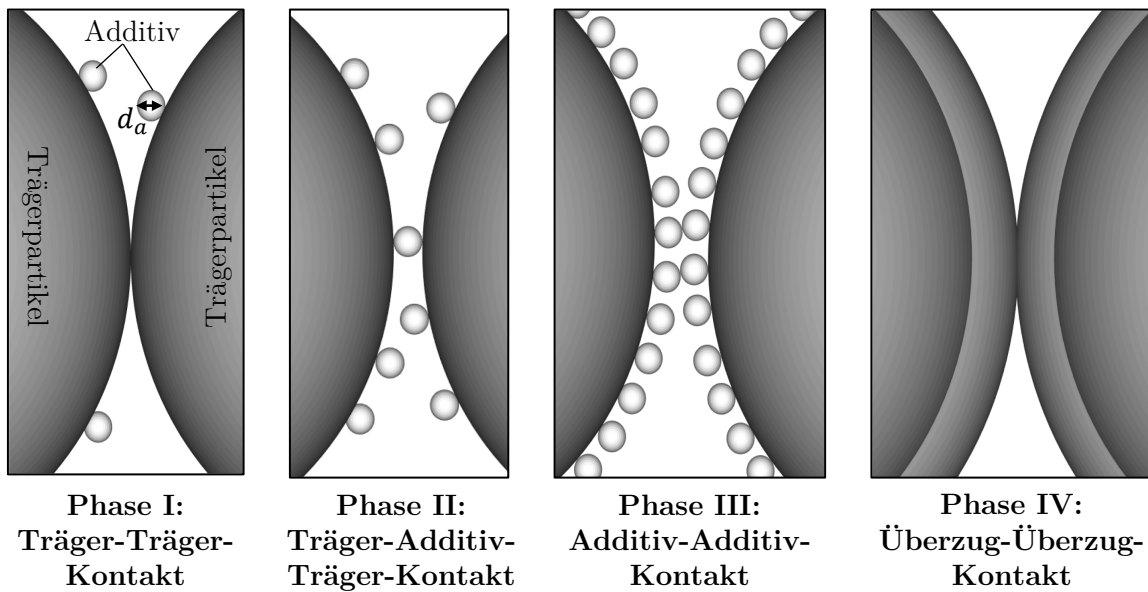 Additiv
d_a
Trägerpartikel
Trägerpartikel
Phase I:
Träger-Träger-
Kontakt
Phase II:
Träger-Additiv-
Träger-Kontakt
Phase III:
Additiv-Additiv-
Kontakt
Phase IV:
Überzug-Überzug-
Kontakt